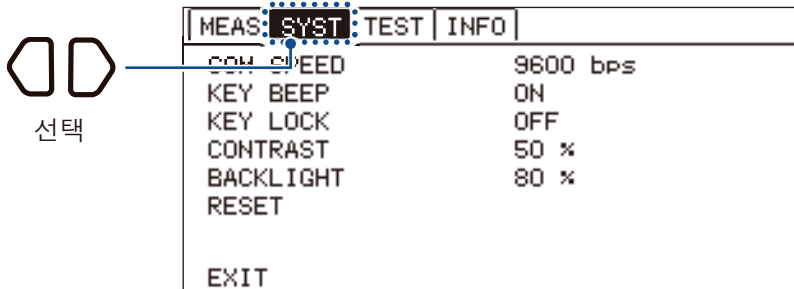 MEAS SYST TEST INFO
COM SPEED 9600 bps
선택
KEY BEEP ON
KEY LOCK OFF
CONTRAST 50 %
BACKLIGHT 80 %
RESET
EXIT